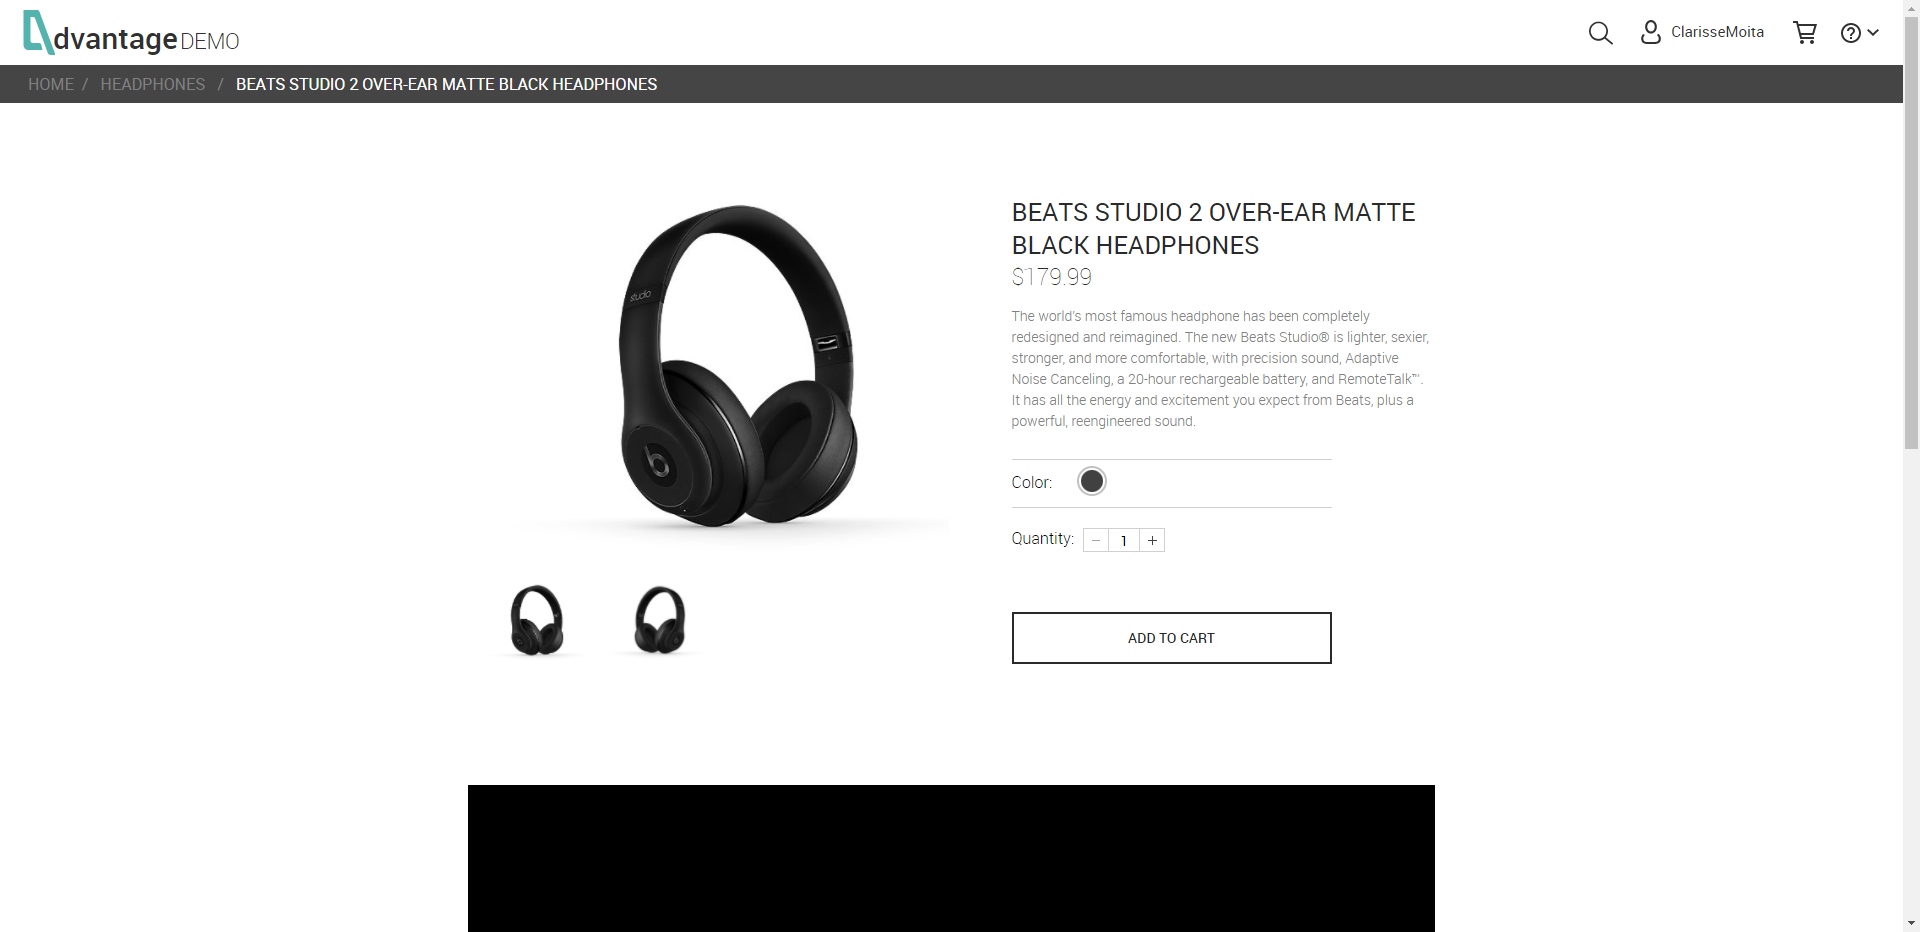 dvantage DEMO
ClarisseMoita
HOME / HEADPHONES / BEATS STUDIO 2 OVER-EAR MATTE BLACK HEADPHONES
BEATS STUDIO 2 OVER-EAR MATTE
BLACK HEADPHONES
$179.99
The world's most famous headphone has been completely
redesigned and reimagined. The new Beats Studio® is lighter, sexier,
stronger, and more comfortable, with precision sound, Adaptive
Noise Canceling, a 20-hour rechargeable battery, and RemoteTalk™.
It has all the energy and excitement you expect from Beats, plus a
powerful, reengineered sound.
studio
Color:
Quantity: − 1 +
ADD TO CART